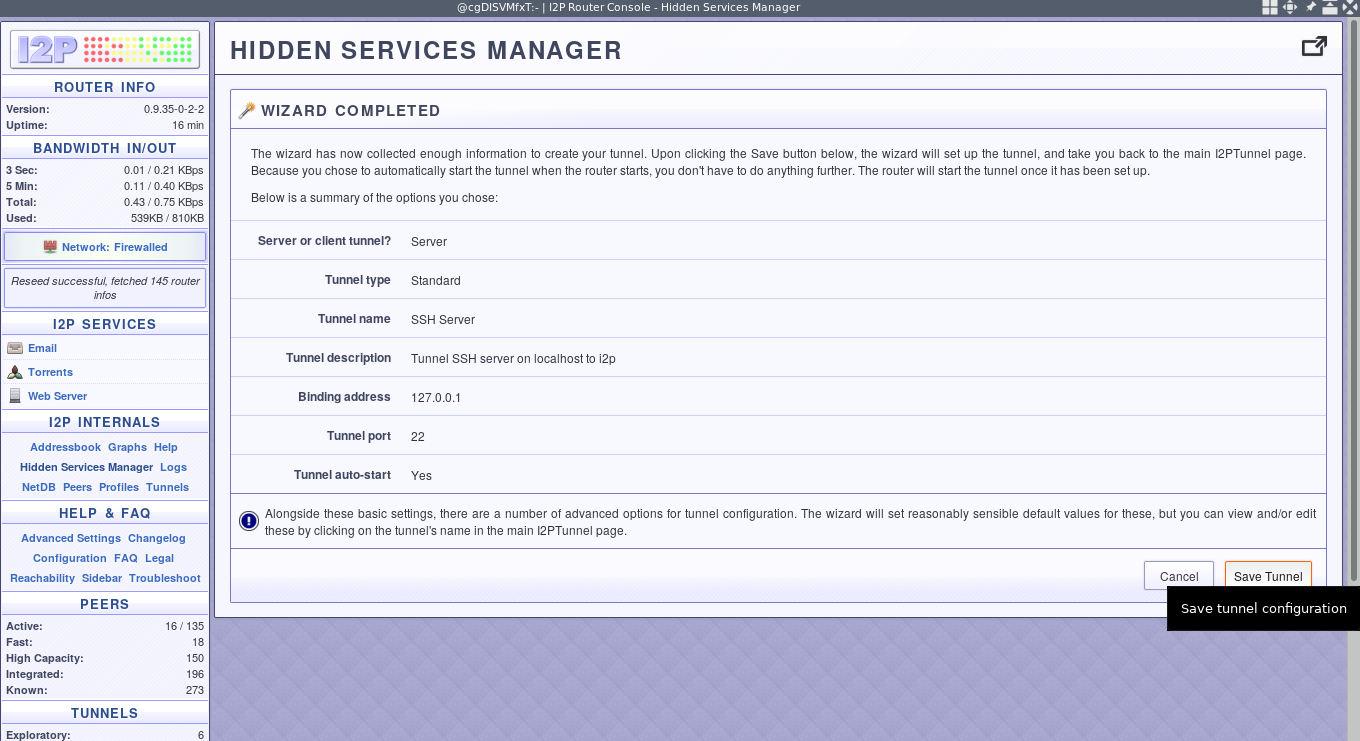 @cgDISVMfxT:- | I2P Router Console - Hidden Services Manager
I2P
ROUTER INFO
Version: 0.9.35-0-2-2
Uptime: 16 min
BANDWIDTH IN/OUT
3 Sec: 0.01 / 0.21 KBps
5 Min: 0.11 / 0.40 KBps
Total: 0.43 / 0.75 KBps
Used: 539KB / 810KB
Network: Firewalled
Reseed successful, fetched 145 router
infos
I2P SERVICES
Email
Torrents
Web Server
I2P INTERNALS
Addressbook Graphs Help
Hidden Services Manager Logs
NetDB Peers Profiles Tunnels
HELP & FAQ
Advanced Settings Changelog
Configuration FAQ Legal
Reachability Sidebar Troubleshoot
PEERS
Active: 16 / 135
Fast: 18
High Capacity: 150
Integrated: 196
Known: 273
TUNNELS
Exploratory: 6
HIDDEN SERVICES MANAGER
WIZARD COMPLETED
The wizard has now collected enough information to create your tunnel. Upon clicking the Save button below, the wizard will set up the tunnel, and take you back to the main I2PTunnel page.
Because you chose to automatically start the tunnel when the router starts, you don't have to do anything further. The router will start the tunnel once it has been set up.
Below is a summary of the options you chose:
Server or client tunnel? Server
Tunnel type Standard
Tunnel name SSH Server
Tunnel description Tunnel SSH server on localhost to i2p
Binding address 127.0.0.1
Tunnel port 22
Tunnel auto-start Yes
Alongside these basic settings, there are a number of advanced options for tunnel configuration. The wizard will set reasonably sensible default values for these, but you can view and/or edit
these by clicking on the tunnel's name in the main I2PTunnel page.
Cancel Save Tunnel
Save tunnel configuration